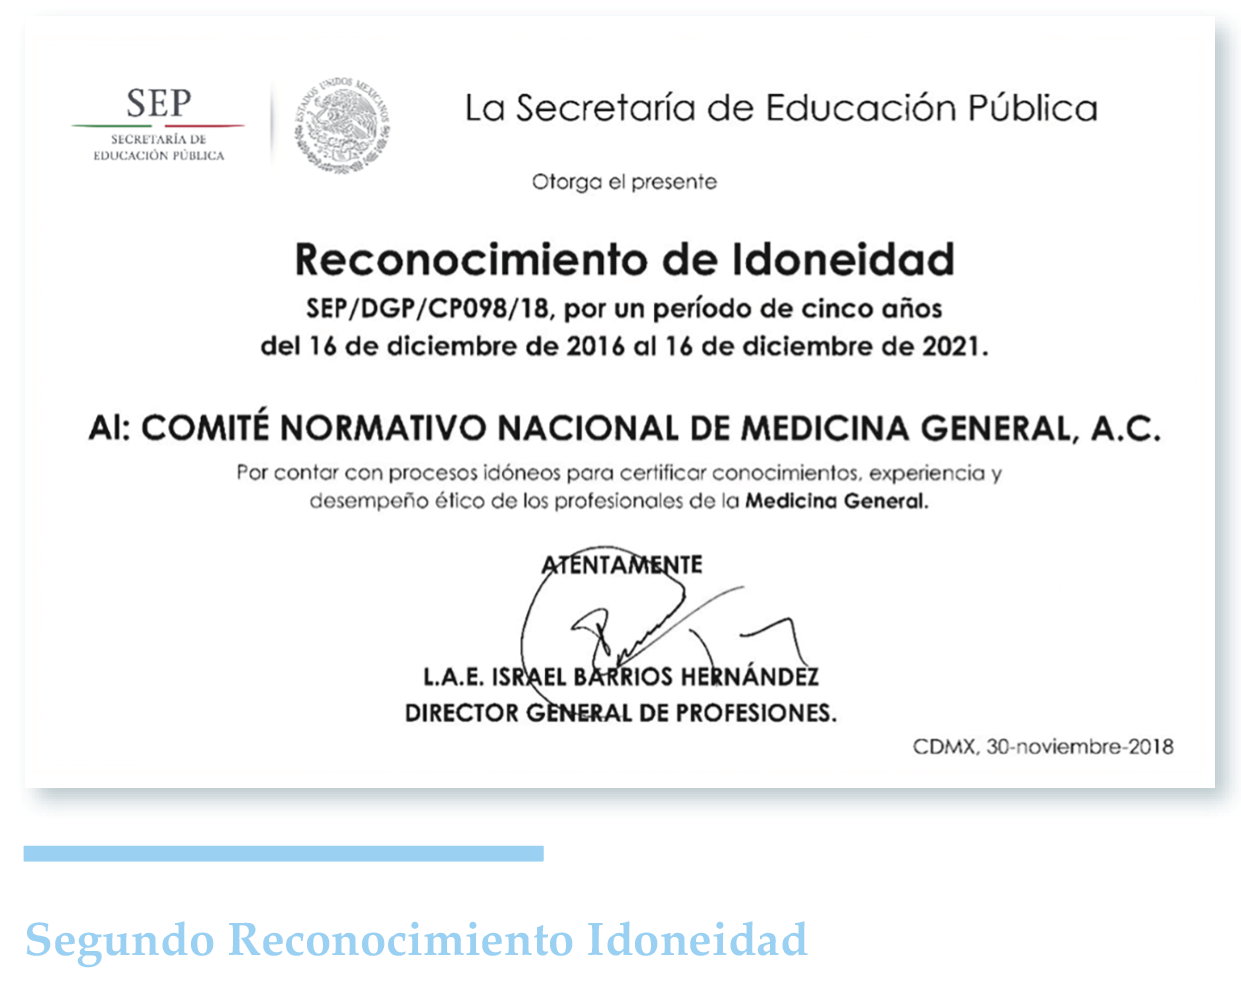 SEP
SECRETARÍA DE
EDUCACIÓN PÚBLICA
ESTADOS UNIDOS MEXICANOS
La Secretaría de Educación Pública
Otorga el presente
Reconocimiento de Idoneidad
SEP/DGP/CP098/18, por un período de cinco años
del 16 de diciembre de 2016 al 16 de diciembre de 2021.
Al: COMITÉ NORMATIVO NACIONAL DE MEDICINA GENERAL, A.C.
Por contar con procesos idóneos para certificar conocimientos, experiencia y
desempeño ético de los profesionales de la Medicina General.
ATENTAMENTE
L.A.E. ISRAEL BARRIOS HERNÁNDEZ
DIRECTOR GENERAL DE PROFESIONES.
CDMX, 30-noviembre-2018
Segundo Reconocimiento Idoneidad